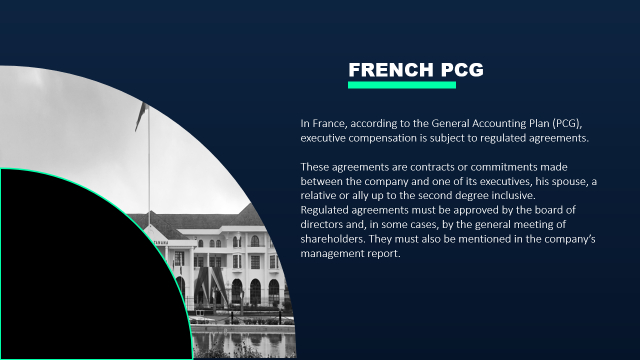 FRENCH PCG
In France, according to the General Accounting Plan (PCG),
executive compensation is subject to regulated agreements.
These agreements are contracts or commitments made
between the company and one of its executives, his spouse, a
relative or ally up to the second degree inclusive.
Regulated agreements must be approved by the board of
directors and, in some cases, by the general meeting of
shareholders. They must also be mentioned in the company’s
management report.